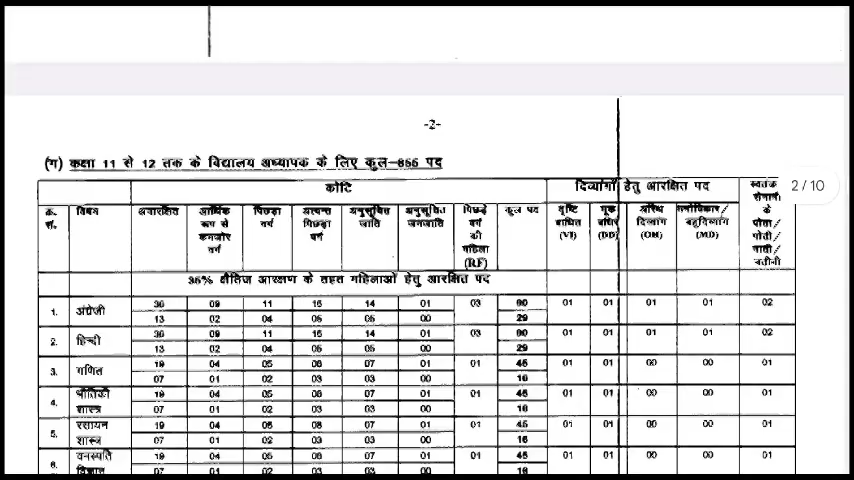 -2-
(ग) कक्षा 11 से 12 तक के विद्यालय अध्यापक के लिए कुल-856 पद
2/10
कोटि दिव्यांगों हेतु आरक्षित पद स्वतंत्र सेनानी के पोता/ पोती/ नाती/ नतीनी
क्र. सं. विषय अनारक्षित आर्थिक रूप से कमजोर वर्ग पिछड़ा वर्ग अत्यन्त पिछड़ा वर्ग अनुसूचित जाति अनुसूचित जनजाति पिछड़े वर्ग की महिला (RF) कुल पद दृष्टि बाधित (VI) मूक बधिर (DD) अस्थि दिव्यांग (OH) मनोविकार/ बहुदिव्यांग (MD)
35% क्षैतिज आरक्षण के तहत महिलाओं हेतु आरक्षित पद
1. अंग्रेजी 36 09 11 15 14 01 03 01 01 01 01 02
13 02 04 05 05 00 29
2. हिन्दी 36 09 11 15 14 01 03 01 01 01 01 02
13 02 04 05 05 00 29
3. गणित 19 04 05 08 07 01 01 45 01 01 00 00 01
07 01 02 03 03 00 16
4. भौतिकी शास्त्र 19 04 05 08 07 01 01 45 01 01 00 00 01
07 01 02 03 03 00 16
5. रसायन शास्त्र 19 04 05 08 07 01 01 45 01 01 00 00 01
07 01 02 03 03 00 16
6. वनस्पति विज्ञान 19 04 05 08 07 01 01 45 01 01 00 00 01
07 01 02 03 03 00 16